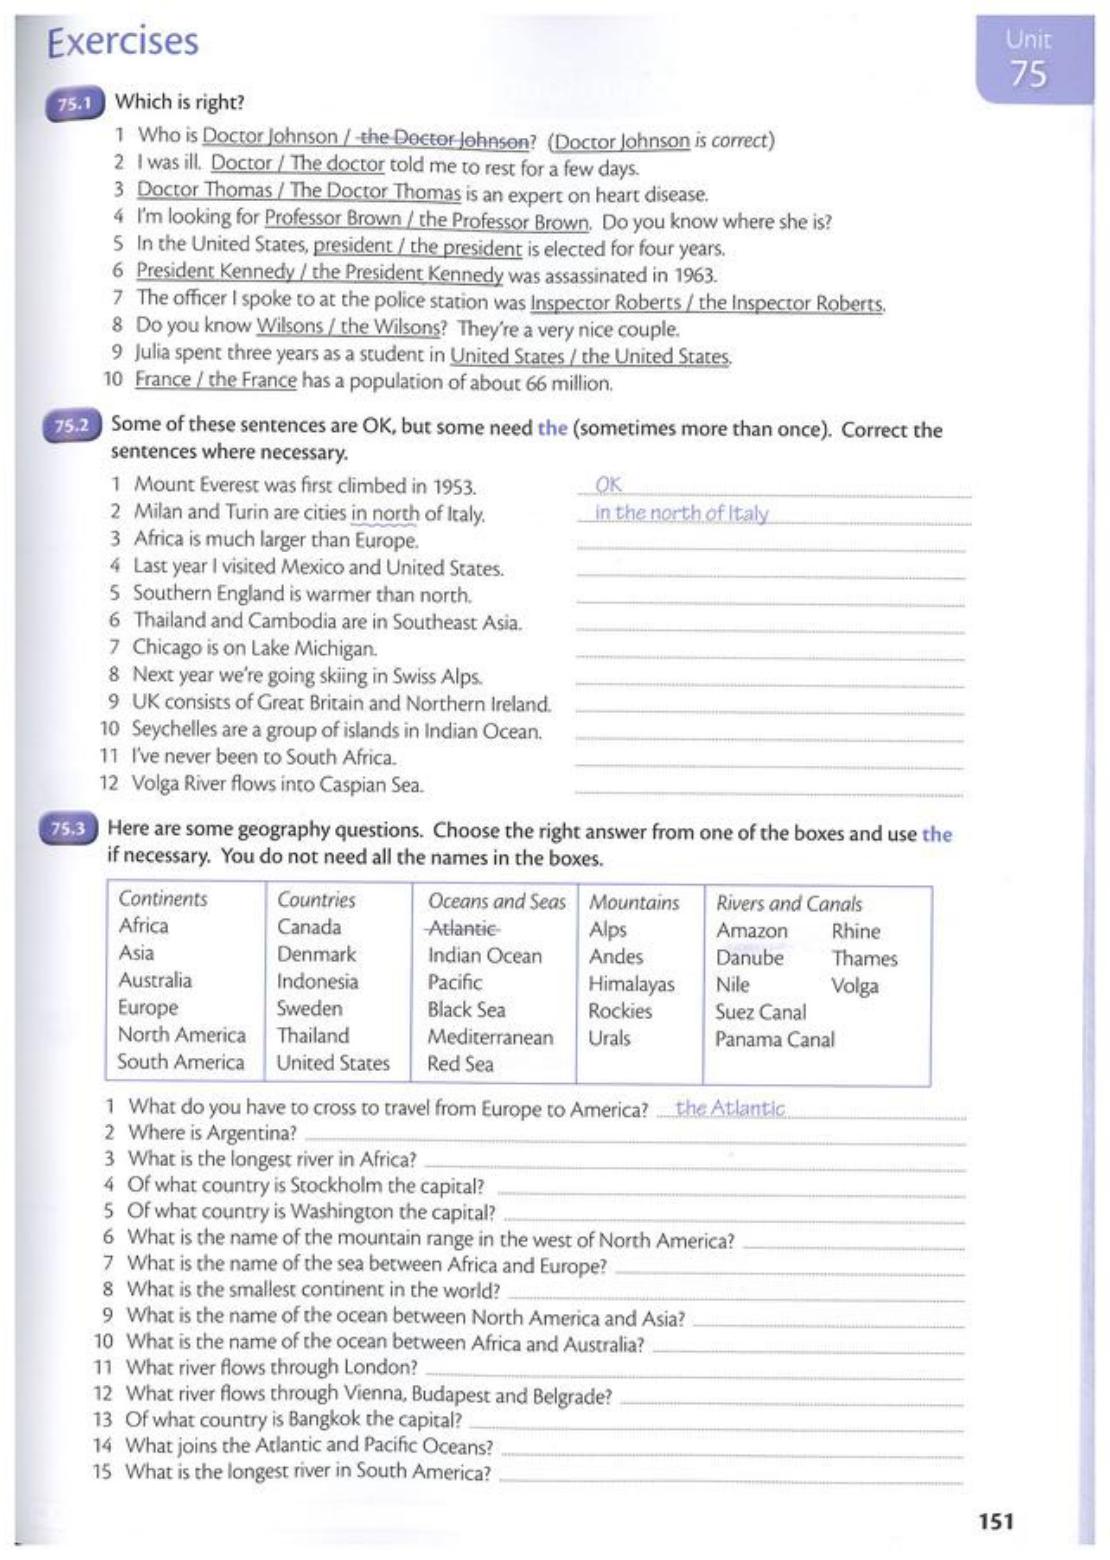 Exercises
Unit
75
75.1 Which is right?
1 Who is Doctor Johnson / the Doctor Johnson? (Doctor Johnson is correct)
2 I was ill. Doctor / The doctor told me to rest for a few days.
3 Doctor Thomas / The Doctor Thomas is an expert on heart disease.
4 I'm looking for Professor Brown / the Professor Brown. Do you know where she is?
5 In the United States, president / the president is elected for four years.
6 President Kennedy / the President Kennedy was assassinated in 1963.
7 The officer I spoke to at the police station was Inspector Roberts / the Inspector Roberts.
8 Do you know Wilsons / the Wilsons? They're a very nice couple.
9 Julia spent three years as a student in United States / the United States.
10 France / the France has a population of about 66 million.
75.2 Some of these sentences are OK, but some need the (sometimes more than once). Correct the
sentences where necessary.
1 Mount Everest was first climbed in 1953. OK
2 Milan and Turin are cities in north of Italy. in the north of Italy
3 Africa is much larger than Europe.
4 Last year I visited Mexico and United States.
5 Southern England is warmer than north.
6 Thailand and Cambodia are in Southeast Asia.
7 Chicago is on Lake Michigan.
8 Next year we're going skiing in Swiss Alps.
9 UK consists of Great Britain and Northern Ireland.
10 Seychelles are a group of islands in Indian Ocean.
11 I've never been to South Africa.
12 Volga River flows into Caspian Sea.
75.3 Here are some geography questions. Choose the right answer from one of the boxes and use the
if necessary. You do not need all the names in the boxes.
Continents Countries Oceans and Seas Mountains Rivers and Canals
Africa Canada Atlantic Alps Amazon Rhine
Asia Denmark Indian Ocean Andes Danube Thames
Australia Indonesia Pacific Himalayas Nile Volga
Europe Sweden Black Sea Rockies Suez Canal
North America Thailand Mediterranean Urals Panama Canal
South America United States Red Sea
1 What do you have to cross to travel from Europe to America? the Atlantic
2 Where is Argentina?
3 What is the longest river in Africa?
4 Of what country is Stockholm the capital?
5 Of what country is Washington the capital?
6 What is the name of the mountain range in the west of North America?
7 What is the name of the sea between Africa and Europe?
8 What is the smallest continent in the world?
9 What is the name of the ocean between North America and Asia?
10 What is the name of the ocean between Africa and Australia?
11 What river flows through London?
12 What river flows through Vienna, Budapest and Belgrade?
13 Of what country is Bangkok the capital?
14 What joins the Atlantic and Pacific Oceans?
15 What is the longest river in South America?
151